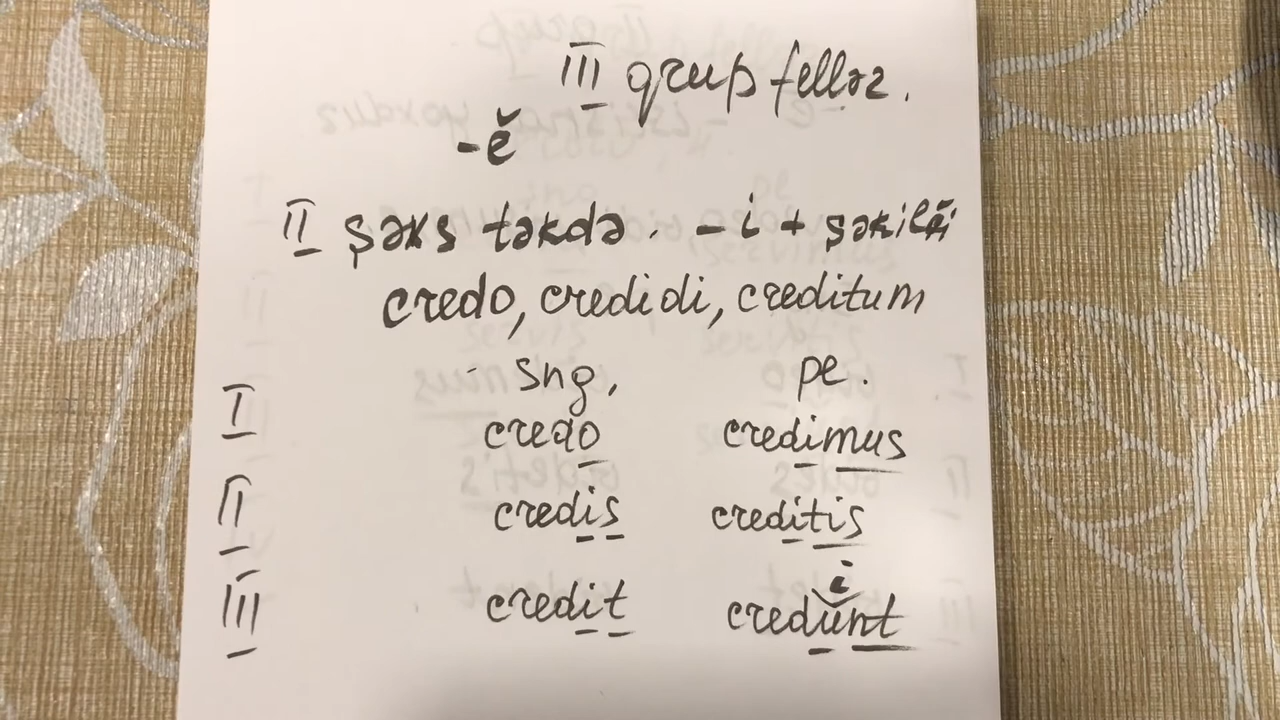 III qrup fellər.
-ĕ
II şəxs təkdə. -i + şəkilçi
credo, credidi, creditum
sng, pe.
I credo credimus
II credis creditis
i
III credit credunt